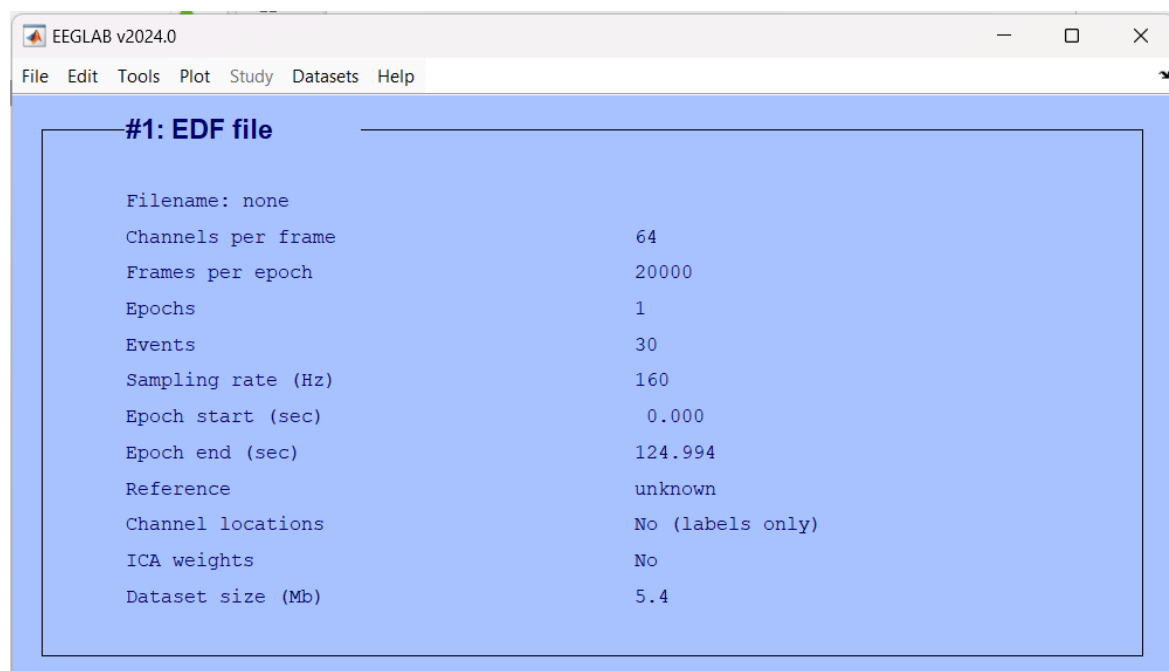 EEGLAB v2024.0
File Edit Tools Plot Study Datasets Help
#1: EDF file
Filename: none
Channels per frame 64
Frames per epoch 20000
Epochs 1
Events 30
Sampling rate (Hz) 160
Epoch start (sec) 0.000
Epoch end (sec) 124.994
Reference unknown
Channel locations No (labels only)
ICA weights No
Dataset size (Mb) 5.4